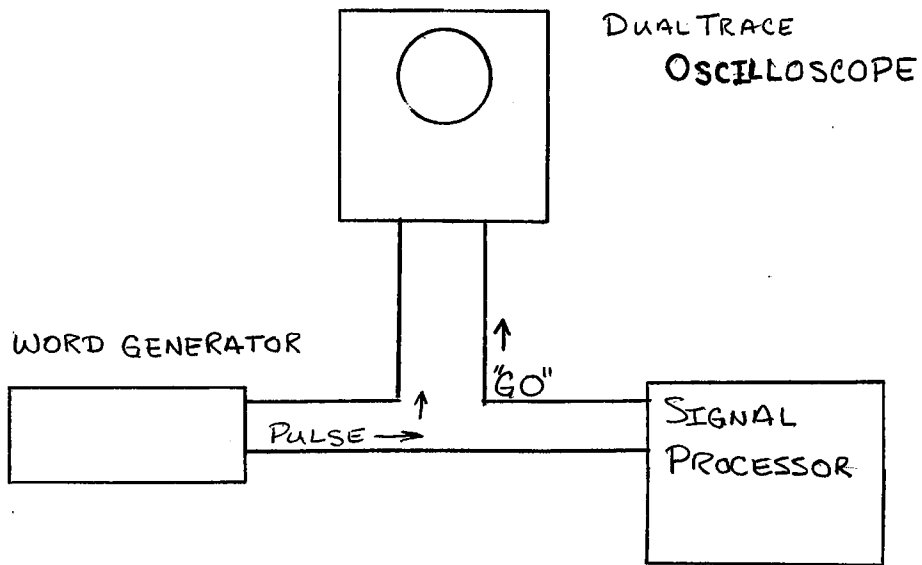 DUAL TRACE
OSCILLOSCOPE
WORD GENERATOR
"GO"
PULSE
SIGNAL
PROCESSOR